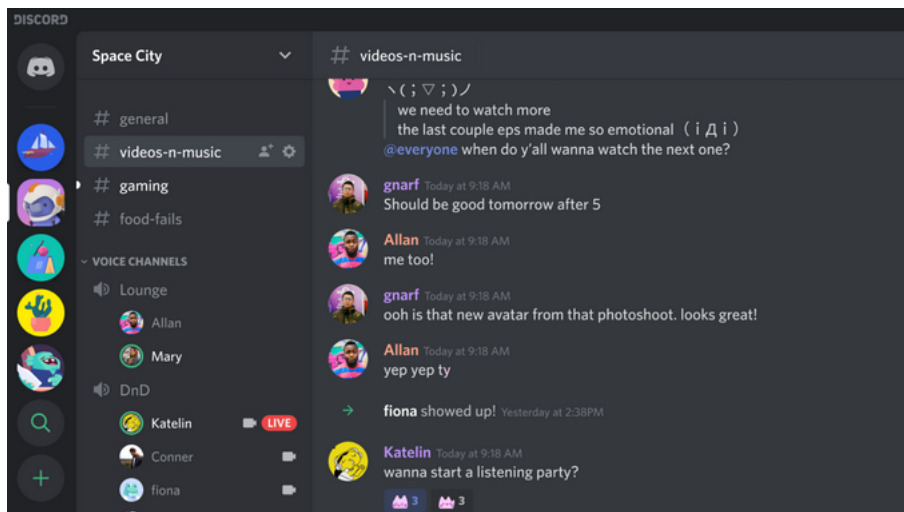 DISCORD
Space City
# general
# videos-n-music
# gaming
# food-fails
VOICE CHANNELS
Lounge
Allan
Mary
DnD
Katelin LIVE
Conner
fiona
# videos-n-music
ヽ(;▽;)ノ
we need to watch more
the last couple eps made me so emotional (iДi)
@everyone when do y'all wanna watch the next one?
gnarf Today at 9:18 AM
Should be good tomorrow after 5
Allan Today at 9:18 AM
me too!
gnarf Today at 9:18 AM
ooh is that new avatar from that photoshoot. looks great!
Allan Today at 9:18 AM
yep yep ty
fiona showed up! Yesterday at 2:38PM
Katelin Today at 9:18 AM
wanna start a listening party?
3 3